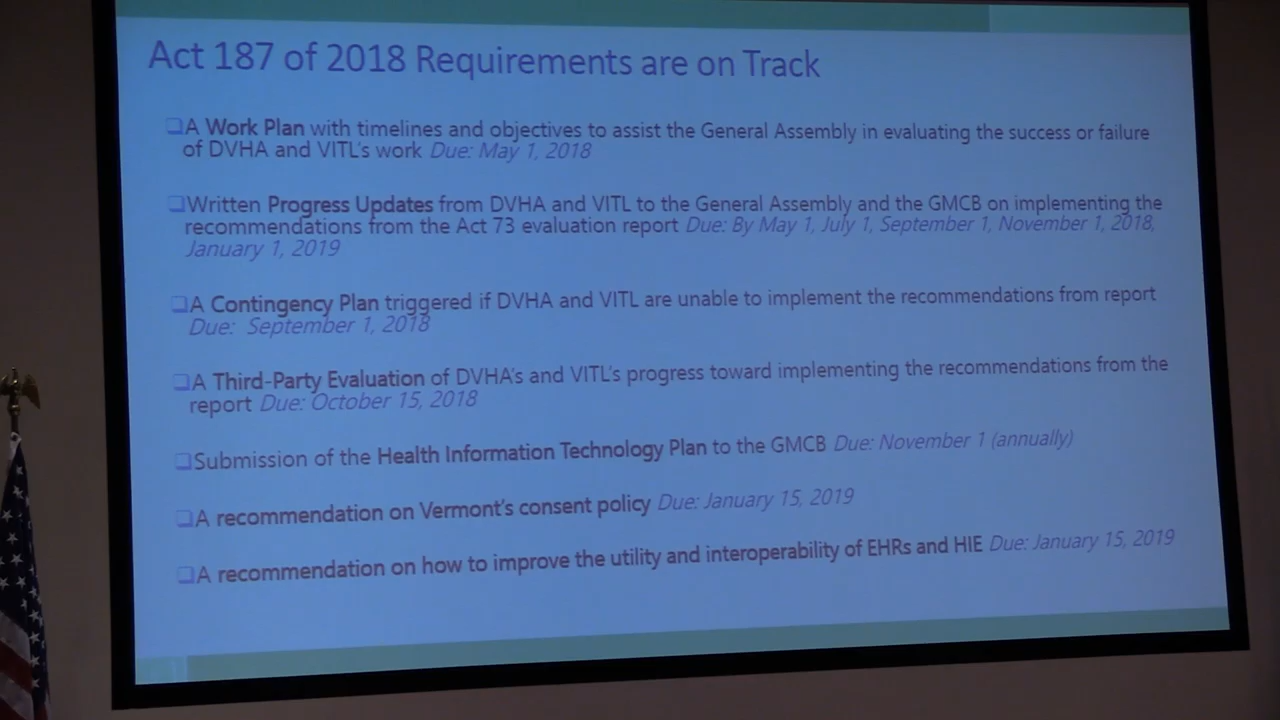 Act 187 of 2018 Requirements are on Track
A Work Plan with timelines and objectives to assist the General Assembly in evaluating the success or failure
of DVHA and VITL's work Due: May 1, 2018
Written Progress Updates from DVHA and VITL to the General Assembly and the GMCB on implementing the
recommendations from the Act 73 evaluation report Due: By May 1, July 1, September 1, November 1, 2018,
January 1, 2019
A Contingency Plan triggered if DVHA and VITL are unable to implement the recommendations from report
Due: September 1, 2018
A Third-Party Evaluation of DVHA's and VITL's progress toward implementing the recommendations from the
report Due: October 15, 2018
Submission of the Health Information Technology Plan to the GMCB Due: November 1 (annually)
A recommendation on Vermont's consent policy Due: January 15, 2019
A recommendation on how to improve the utility and interoperability of EHRs and HIE Due: January 15, 2019